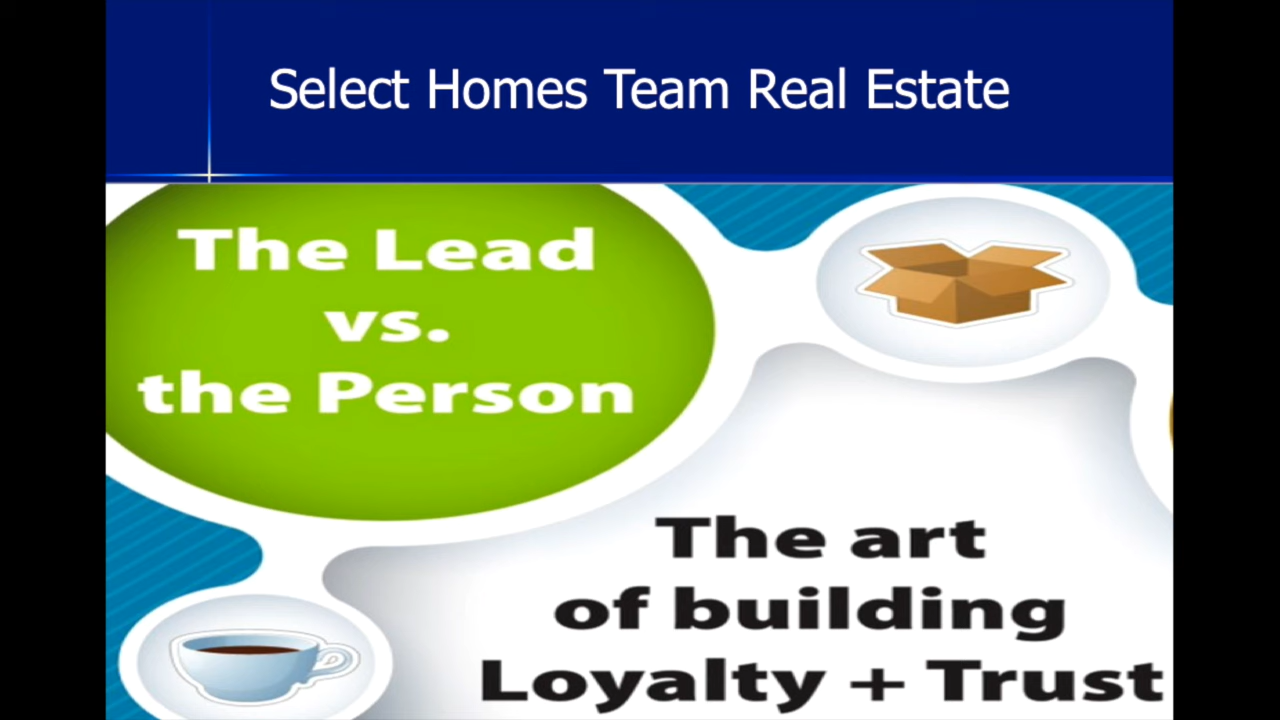 Select Homes Team Real Estate
The Lead
vs.
the Person
The art
of building
Loyalty + Trust